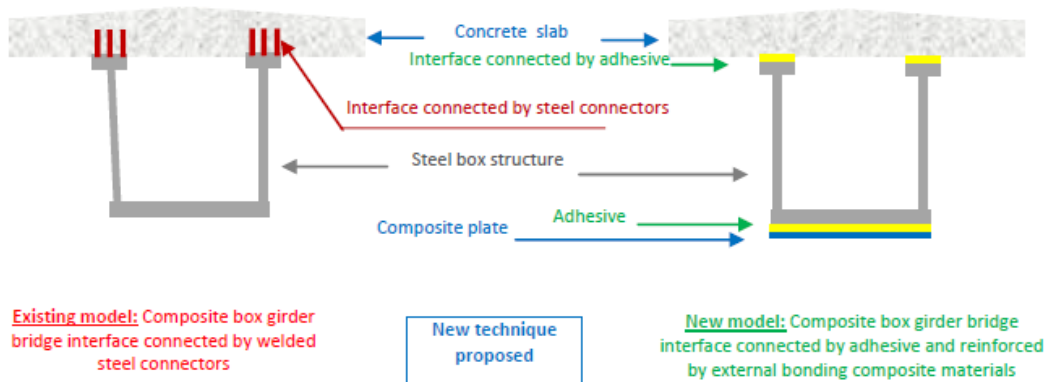 Concrete slab
Interface connected by adhesive
Interface connected by steel connectors
Steel box structure
Adhesive
Composite plate
Existing model: Composite box girder
bridge interface connected by welded
steel connectors
New technique
proposed
New model: Composite box girder bridge
interface connected by adhesive and reinforced
by external bonding composite materials